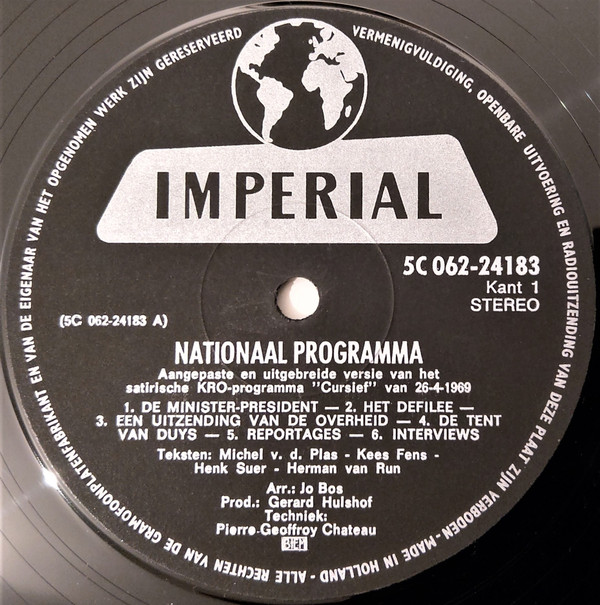 IMPERIAL
5C 062-24183
Kant 1
STEREO
(5C 062-24183 A)
NATIONAAL PROGRAMMA
Aangepaste en uitgebreide versie van het
satirische KRO-programma "Cursief" van 26-4-1969
1. DE MINISTER-PRESIDENT — 2. HET DEFILEE —
3. EEN UITZENDING VAN DE OVERHEID — 4. DE TENT
VAN DUYS — 5. REPORTAGES — 6. INTERVIEWS
Teksten: Michel v. d. Plas - Kees Fens -
Henk Suer - Herman van Run
Arr.: Jo Bos
Prod.: Gerard Hulshof
Techniek:
Pierre-Geoffroy Chateau
BIEM
MADE IN HOLLAND - ALLE RECHTEN VAN DE GRAMOFOONPLATENFABRIKANT EN VAN DE EIGENAAR VAN HET OPGENOMEN WERK ZIJN GERESERVEERD VERMENIGVULDIGING, OPENBARE UITVOERING EN RADIOUITZENDING VAN DEZE PLAAT ZIJN VERBODEN-